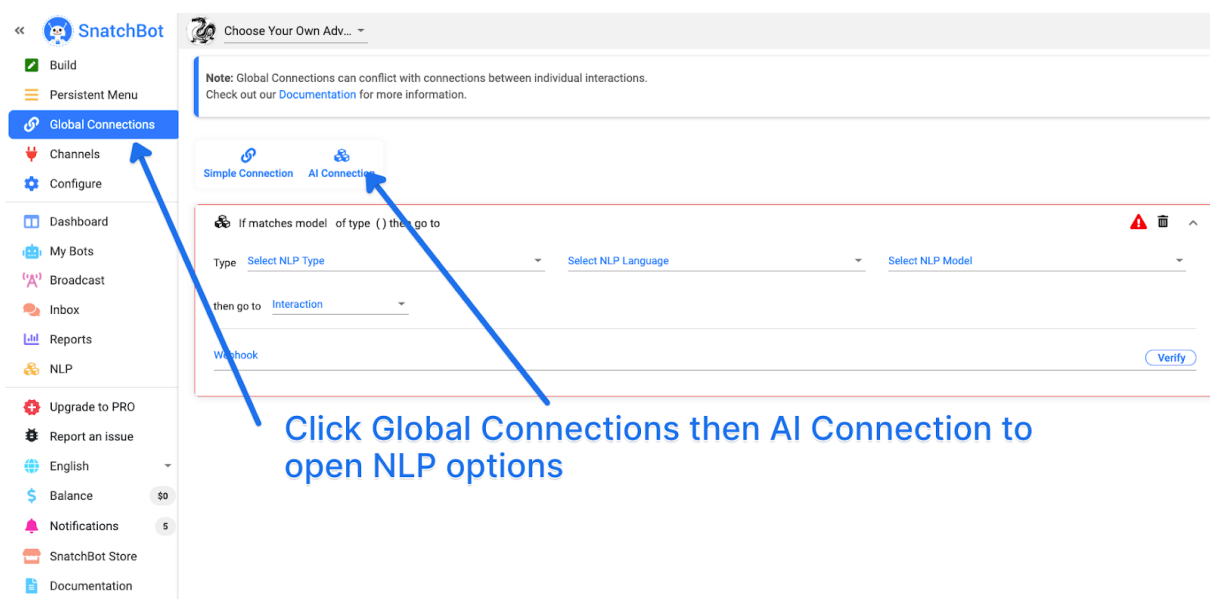 SnatchBot
Choose Your Own Adv...
Build
Persistent Menu
Global Connections
Channels
Configure
Dashboard
My Bots
Broadcast
Inbox
Reports
NLP
Upgrade to PRO
Report an issue
English
Balance $0
Notifications 5
SnatchBot Store
Documentation
Note: Global Connections can conflict with connections between individual interactions.
Check out our Documentation for more information.
Simple Connection AI Connection
If matches model of type ( ) then go to
Type Select NLP Type Select NLP Language Select NLP Model
then go to Interaction
Webhook Verify
Click Global Connections then AI Connection to
open NLP options